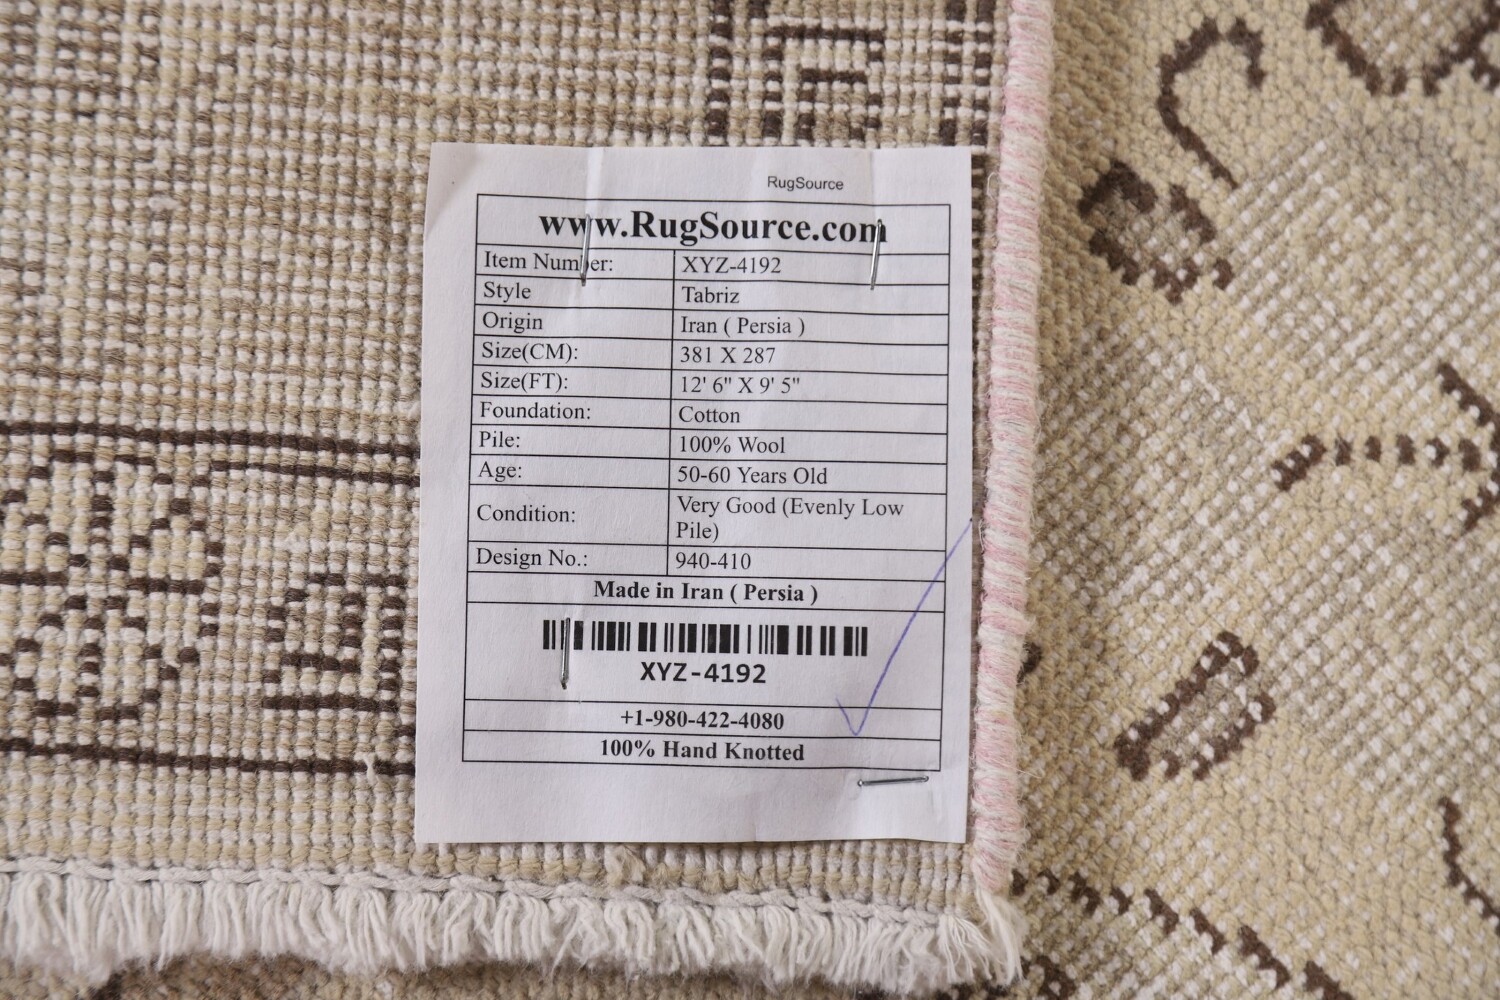 RugSource
www.RugSource.com
Item Number: XYZ-4192
Style Tabriz
Origin Iran ( Persia )
Size(CM): 381 X 287
Size(FT): 12' 6" X 9' 5"
Foundation: Cotton
Pile: 100% Wool
Age: 50-60 Years Old
Condition: Very Good (Evenly Low
Pile)
Design No.: 940-410
Made in Iran ( Persia )
XYZ-4192
+1-980-422-4080
100% Hand Knotted